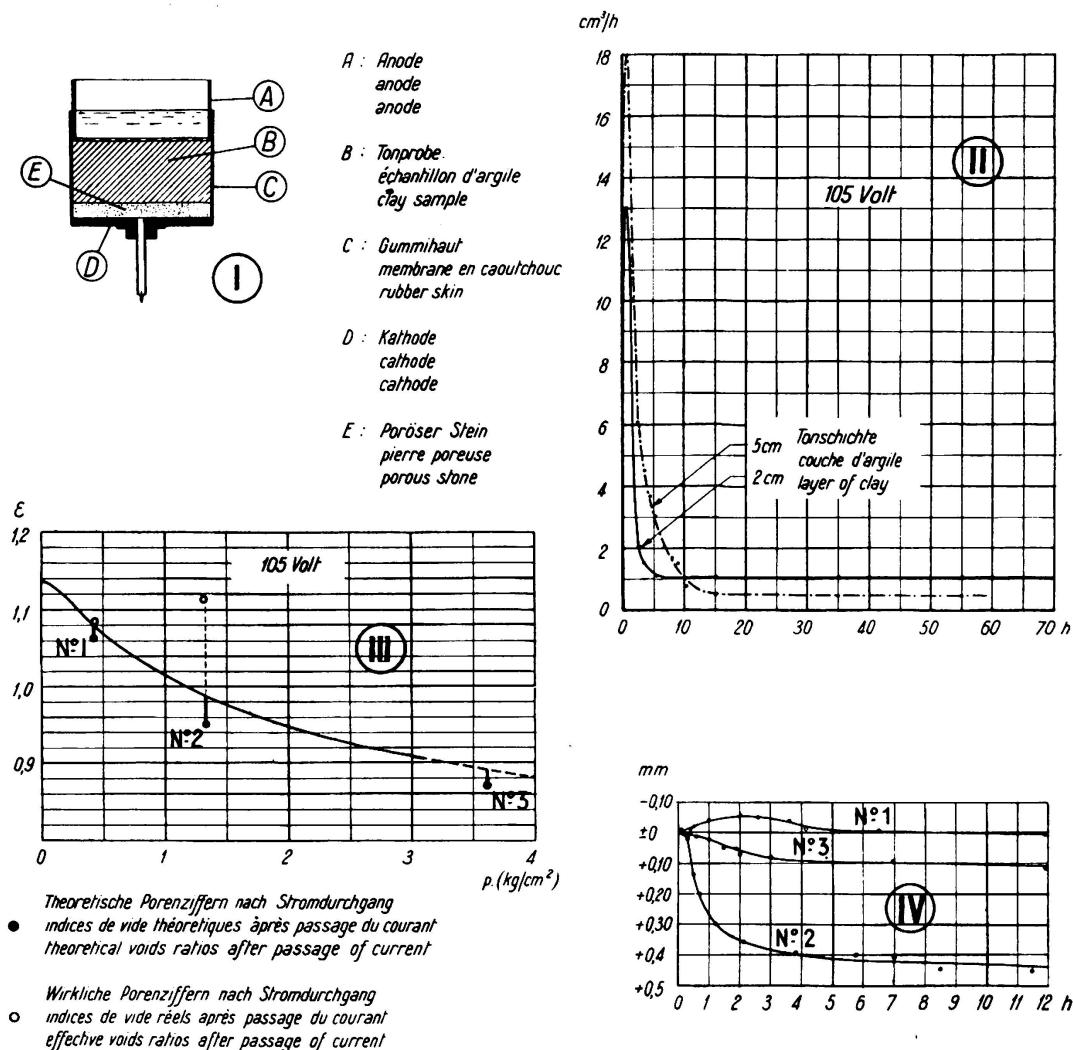 A
B
C
E
D
I
A : Anode
anode
anode
B : Tonprobe
échantillon d'argile
clay sample
C : Gummihaut
membrane en caoutchouc
rubber skin
D : Kathode
cathode
cathode
E : Poröser Stein
pierre poreuse
porous stone
cm³/h
18
16
14
12
10
8
6
4
2
0
II
105 Volt
5cm Tonschichte
couche d'argile
2cm layer of clay
0 10 20 30 40 50 60 70 h
ε
1,2
1,1
1,0
0,9
105 Volt
III
Nº1
Nº2
Nº3
0 1 2 3 4
p.(kg/cm²)
Theoretische Porenziffern nach Stromdurchgang
indices de vide théoretiques àprès passage du courant
theoretical voids ratios after passage of current
Wirkliche Porenziffern nach Stromdurchgang
indices de vide réels après passage du courant
effective voids ratios after passage of current
mm
-0,10
±0
+0,10
+0,20
+0,30
+0,4
+0,5
Nº1
Nº3
Nº2
IV
0 1 2 3 4 5 6 7 8 9 10 11 12 h